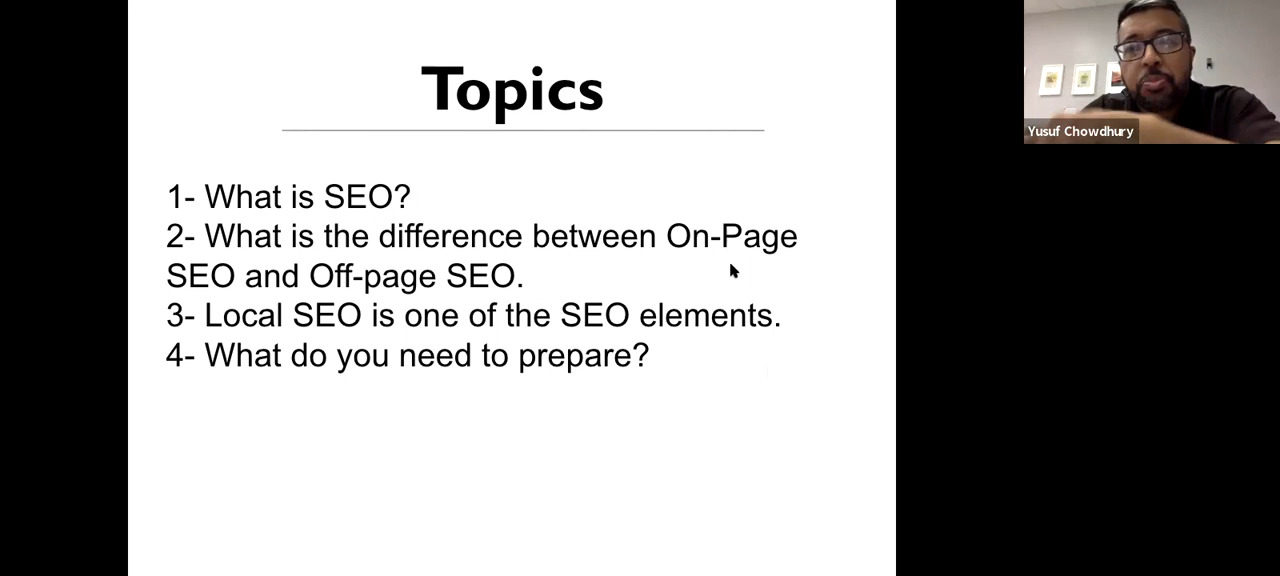 Topics
1- What is SEO?
2- What is the difference between On-Page
SEO and Off-page SEO.
3- Local SEO is one of the SEO elements.
4- What do you need to prepare?
Yusuf Chowdhury